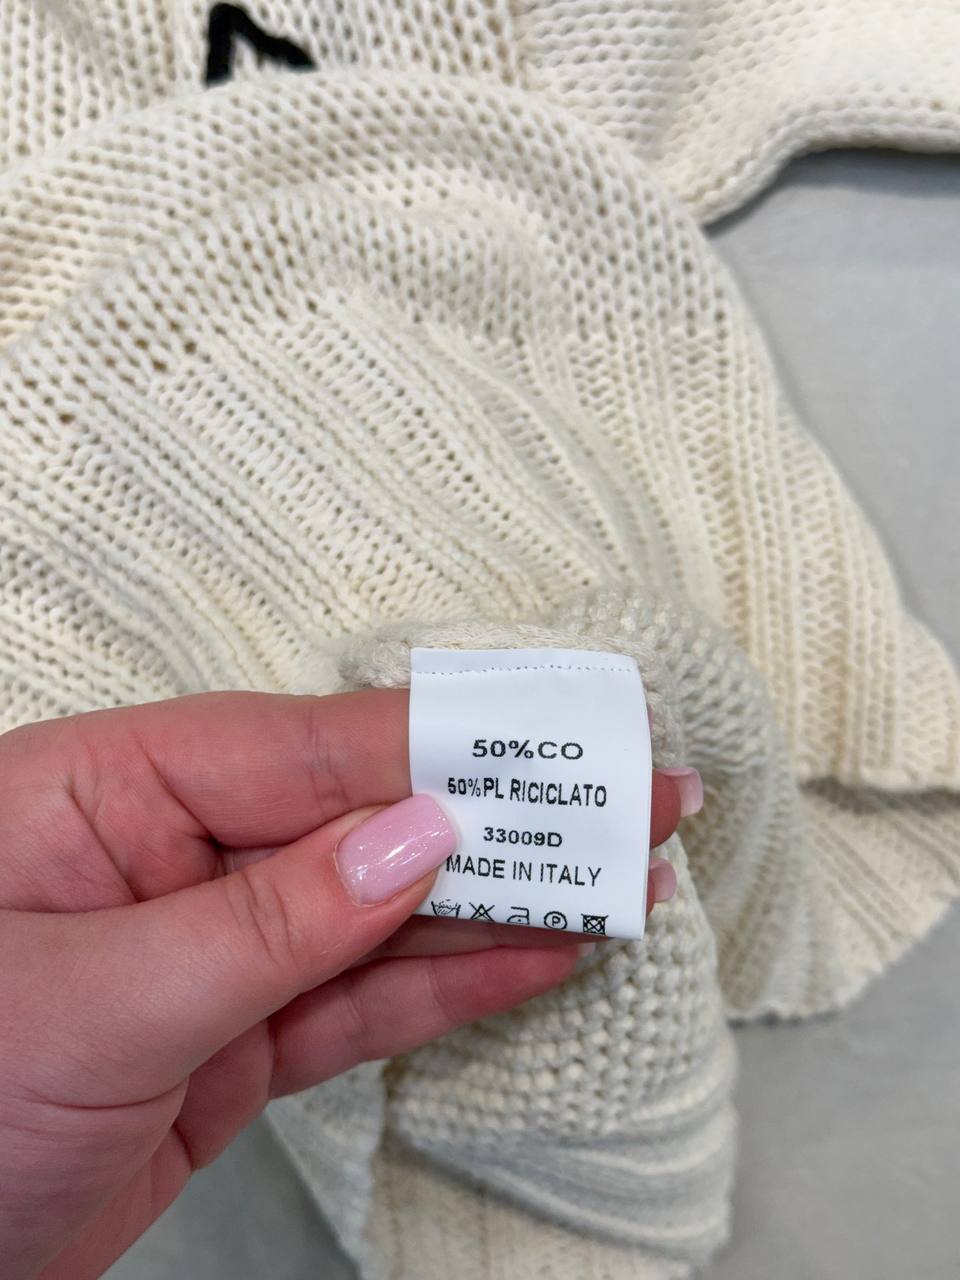 50%CO
50%PL RICICLATO
33009D
MADE IN ITALY
P